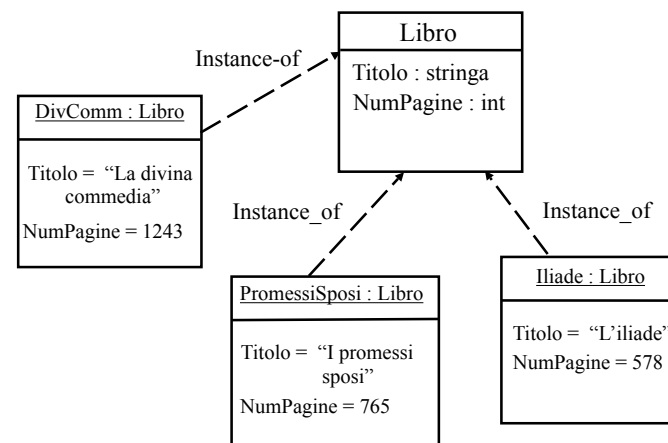 Libro
Titolo : stringa
NumPagine : int
Instance-of
DivComm : Libro
Titolo =  “La divina
commedia”
NumPagine = 1243
Instance_of
Instance_of
PromessiSposi : Libro
Titolo =  “I promessi
sposi”
NumPagine = 765
Iliade : Libro
Titolo = “L’iliade”
NumPagine = 578